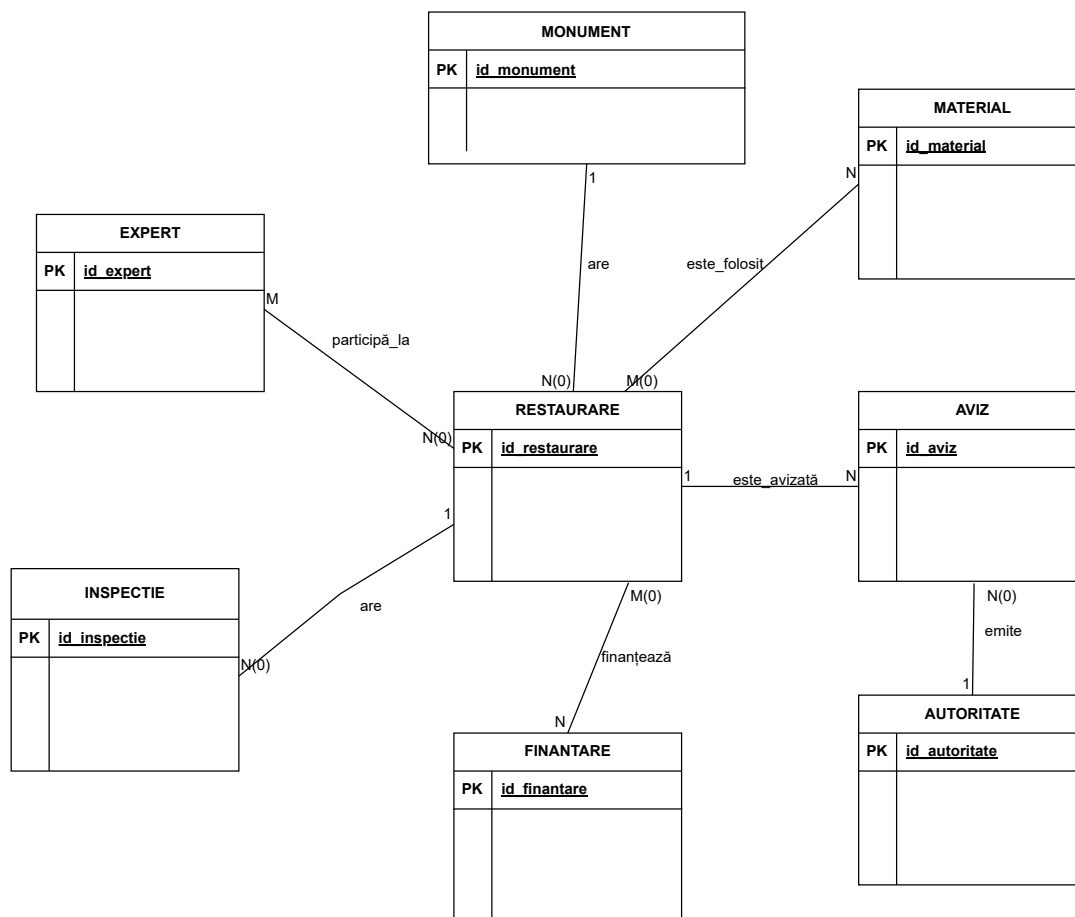 MONUMENT
PK id_monument
MATERIAL
PK id_material
N
1
EXPERT
PK id_expert
M
are
este_folosit
participă_la
N(0)
M(0)
N(0)
RESTAURARE
PK id_restaurare
AVIZ
PK id_aviz
1
este_avizată
N
1
INSPECTIE
PK id_inspectie
are
N(0)
M(0)
finanțează
N
N(0)
emite
1
AUTORITATE
PK id_autoritate
FINANTARE
PK id_finantare